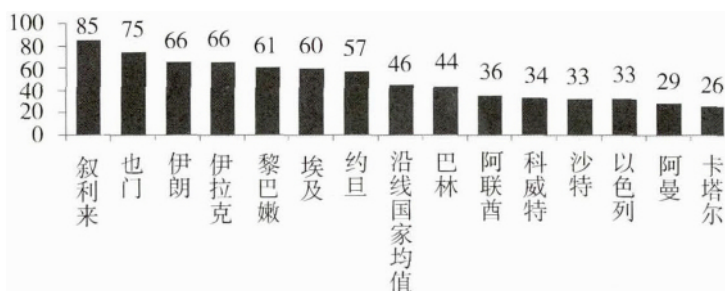 100
80
60
40
20
0
85 75 66 66 61 60 57 46 44 36 34 33 33 29 26
叙利来
也门
伊朗
伊拉克
黎巴嫩
埃及
约旦
沿线国家均值
巴林
阿联酋
科威特
沙特
以色列
阿曼
卡塔尔